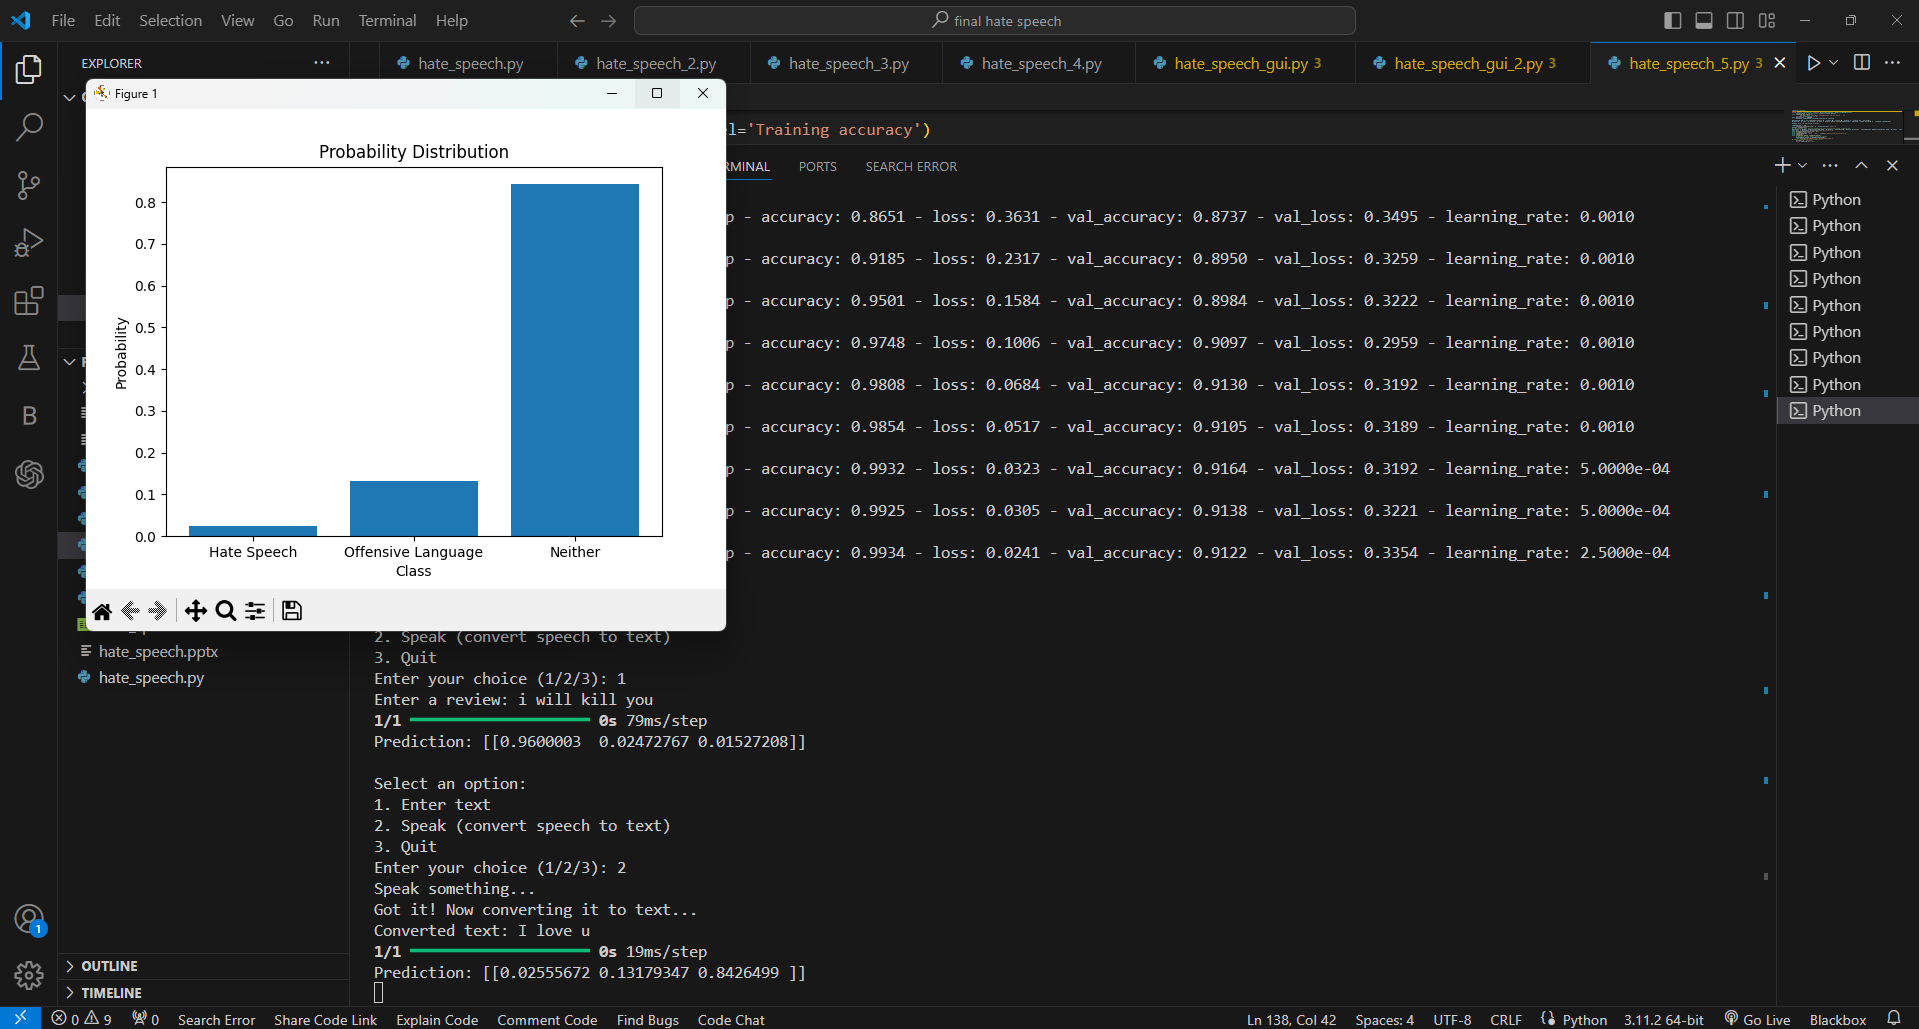 File Edit Selection View Go Run Terminal Help
final hate speech
EXPLORER
hate_speech.py
hate_speech_2.py
hate_speech_3.py
hate_speech_4.py
hate_speech_gui.py 3
hate_speech_gui_2.py 3
hate_speech_5.py 3
Figure 1
='Training accuracy')
PORTS
SEARCH ERROR
Probability Distribution
Probability
0.8
0.7
0.6
0.5
0.4
0.3
0.2
0.1
0.0
Hate Speech Offensive Language Neither
Class
p - accuracy: 0.8651 - loss: 0.3631 - val_accuracy: 0.8737 - val_loss: 0.3495 - learning_rate: 0.0010
p - accuracy: 0.9185 - loss: 0.2317 - val_accuracy: 0.8950 - val_loss: 0.3259 - learning_rate: 0.0010
p - accuracy: 0.9501 - loss: 0.1584 - val_accuracy: 0.8984 - val_loss: 0.3222 - learning_rate: 0.0010
p - accuracy: 0.9748 - loss: 0.1006 - val_accuracy: 0.9097 - val_loss: 0.2959 - learning_rate: 0.0010
p - accuracy: 0.9808 - loss: 0.0684 - val_accuracy: 0.9130 - val_loss: 0.3192 - learning_rate: 0.0010
p - accuracy: 0.9854 - loss: 0.0517 - val_accuracy: 0.9105 - val_loss: 0.3189 - learning_rate: 0.0010
p - accuracy: 0.9932 - loss: 0.0323 - val_accuracy: 0.9164 - val_loss: 0.3192 - learning_rate: 5.0000e-04
p - accuracy: 0.9925 - loss: 0.0305 - val_accuracy: 0.9138 - val_loss: 0.3221 - learning_rate: 5.0000e-04
p - accuracy: 0.9934 - loss: 0.0241 - val_accuracy: 0.9122 - val_loss: 0.3354 - learning_rate: 2.5000e-04
Python
Python
Python
Python
Python
Python
Python
Python
Python
hate_speech.pptx
hate_speech.py
2. Speak (convert speech to text)
3. Quit
Enter your choice (1/2/3): 1
Enter a review: i will kill you
1/1 0s 79ms/step
Prediction: [[0.9600003 0.02472767 0.01527208]]
Select an option:
1. Enter text
2. Speak (convert speech to text)
3. Quit
Enter your choice (1/2/3): 2
Speak something...
Got it! Now converting it to text...
Converted text: I love u
1/1 0s 19ms/step
Prediction: [[0.02555672 0.13179347 0.8426499 ]]
1
OUTLINE
TIMELINE
0 9 0 Search Error Share Code Link Explain Code Comment Code Find Bugs Code Chat Ln 138, Col 42 Spaces: 4 UTF-8 CRLF Python 3.11.2 64-bit Go Live Blackbox